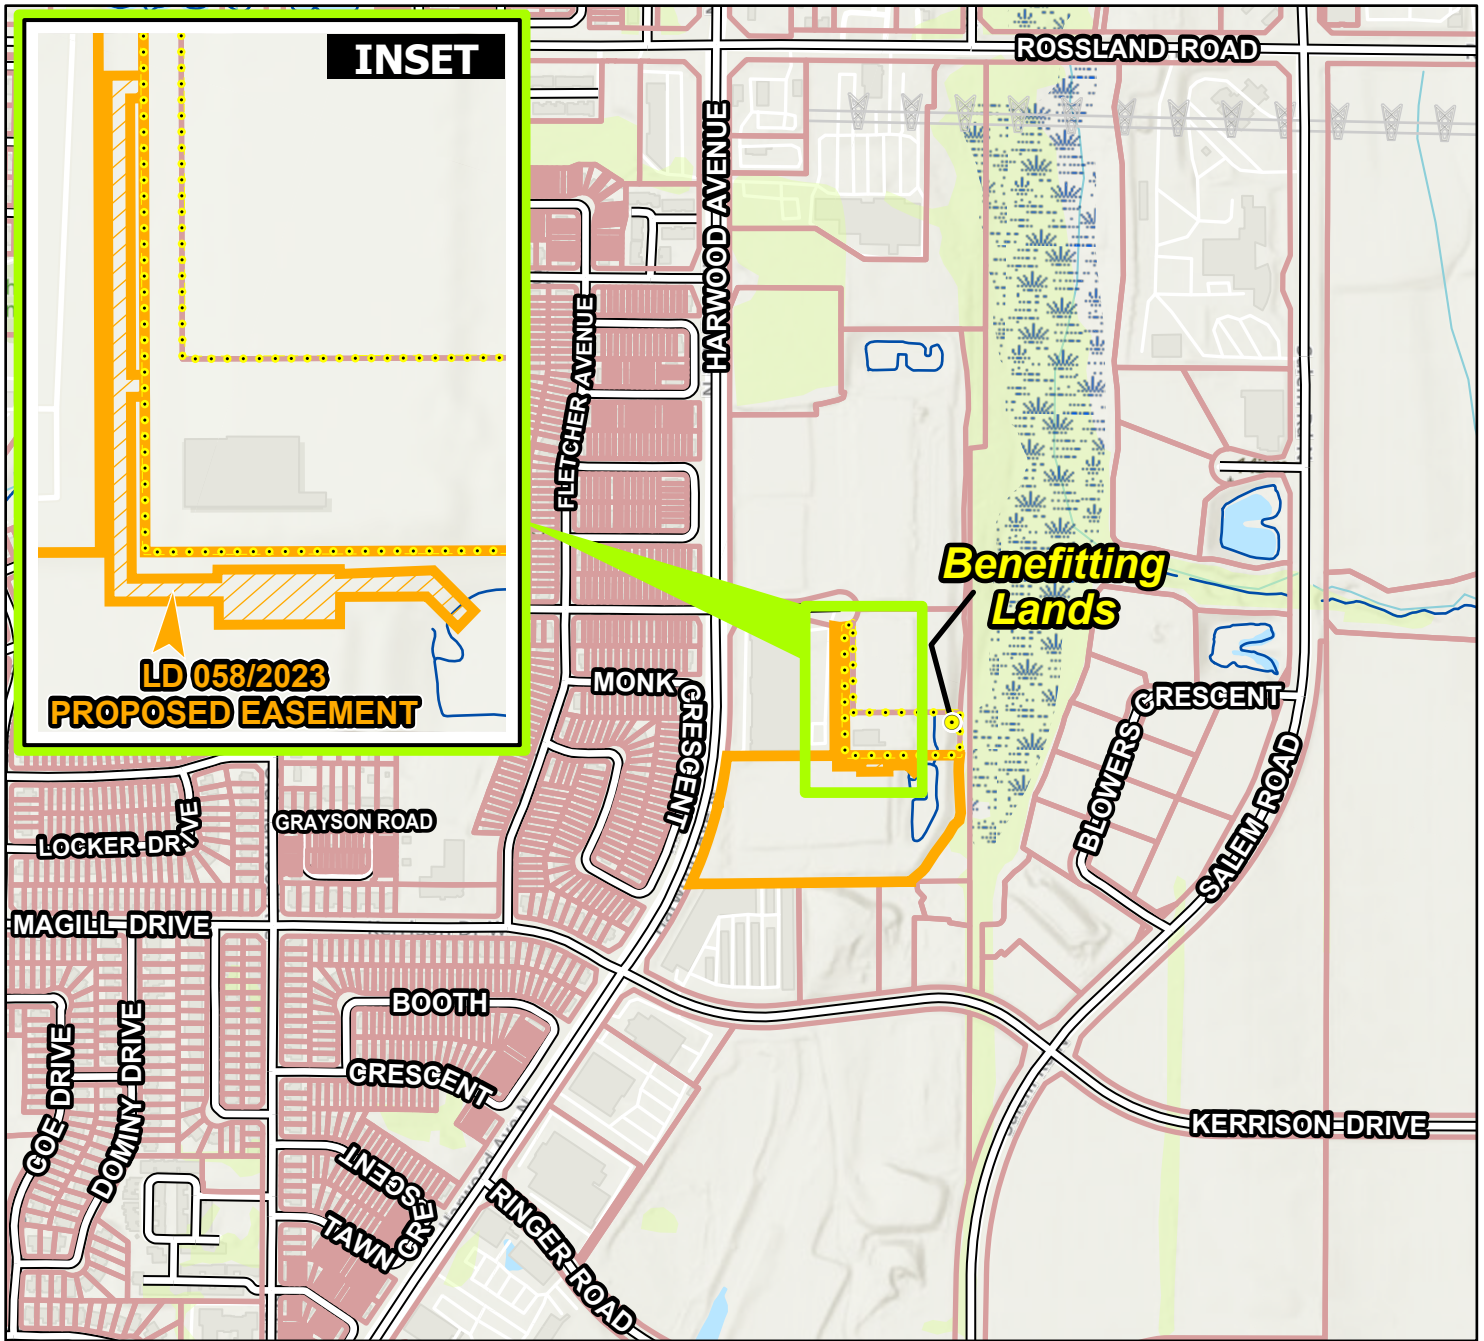 INSET
ROSSLAND ROAD
HARWOOD AVENUE
FLETCHER AVENUE
Benefitting
Lands
LD 058/2023
PROPOSED EASEMENT
MONK CRESCENT
BLOWERS CRESCENT
SALEM ROAD
GRAYSON ROAD
LOCKER DRIVE
MAGILL DRIVE
BOOTH
CRESCENT
COE DRIVE
DOMINY DRIVE
TAWN CRESCENT
Harwood Ave N
RINGER ROAD
KERRISON DRIVE